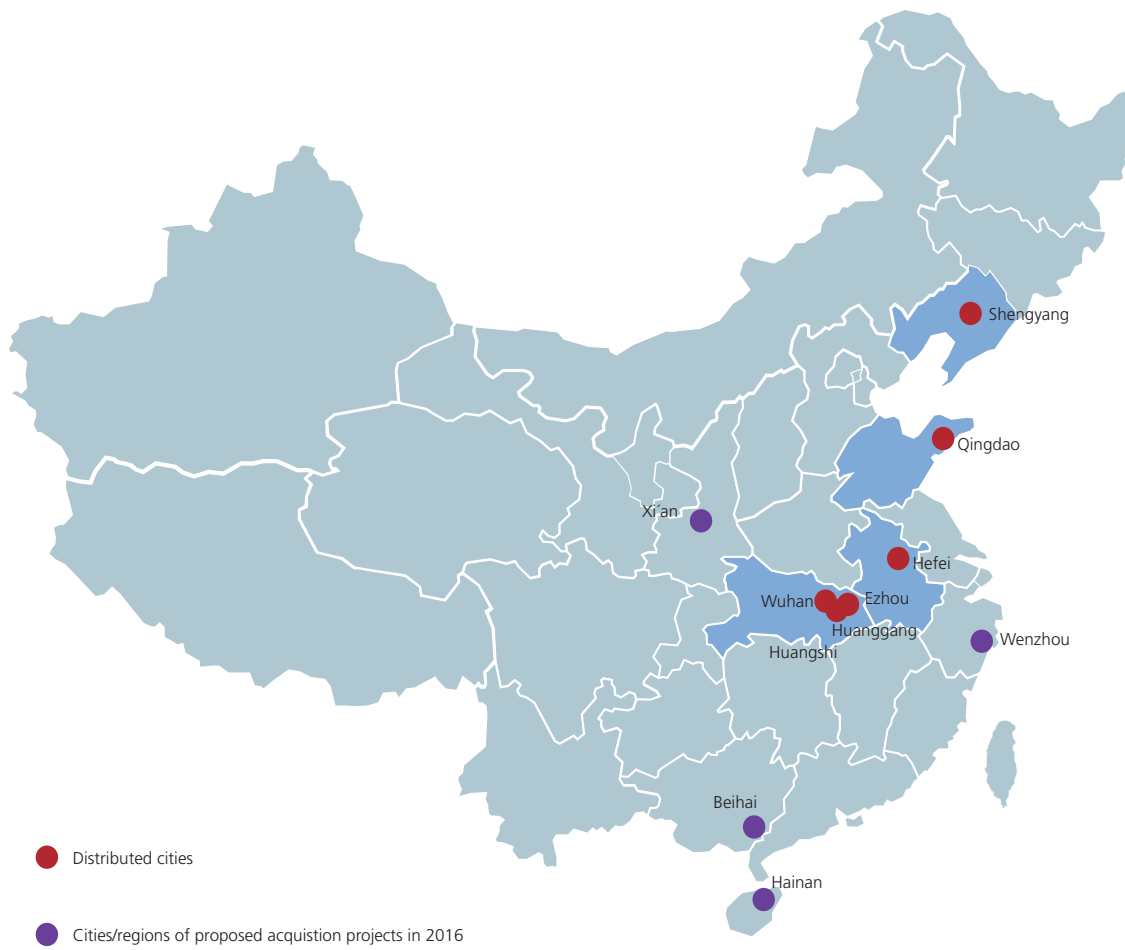 Shengyang
Qingdao
Xi´an
Hefei
Wuhan
Ezhou
Huanggang
Huangshi
Wenzhou
Beihai
Hainan
Distributed cities
Cities/regions of proposed acquistion projects in 2016